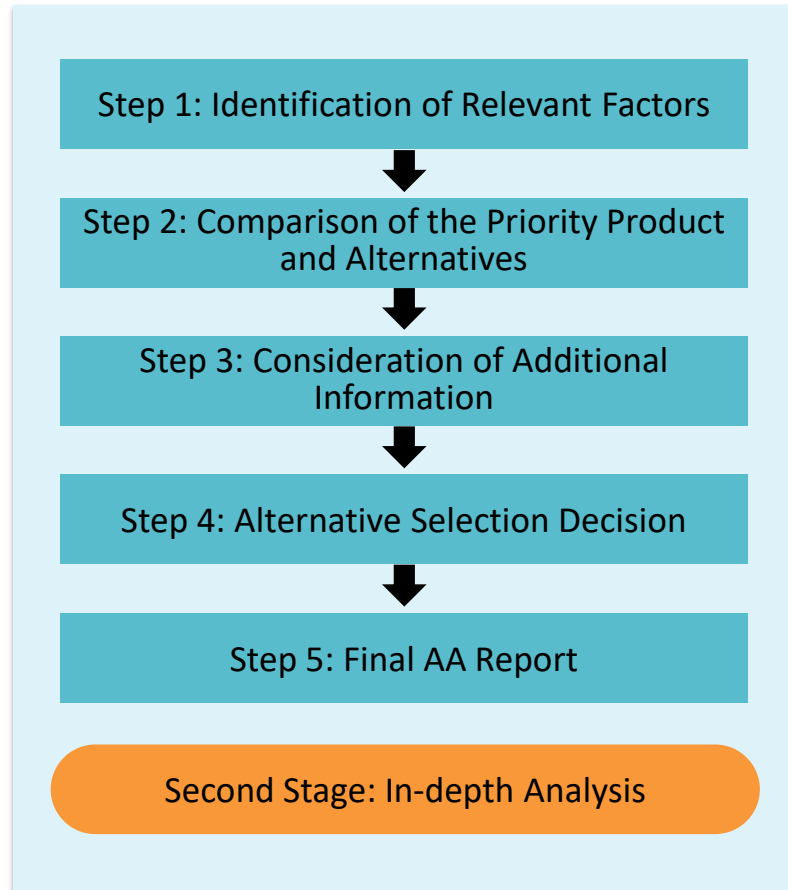 Step 1: Identification of Relevant Factors
Step 2: Comparison of the Priority Product
and Alternatives
Step 3: Consideration of Additional
Information
Step 4: Alternative Selection Decision
Step 5: Final AA Report
Second Stage: In-depth Analysis